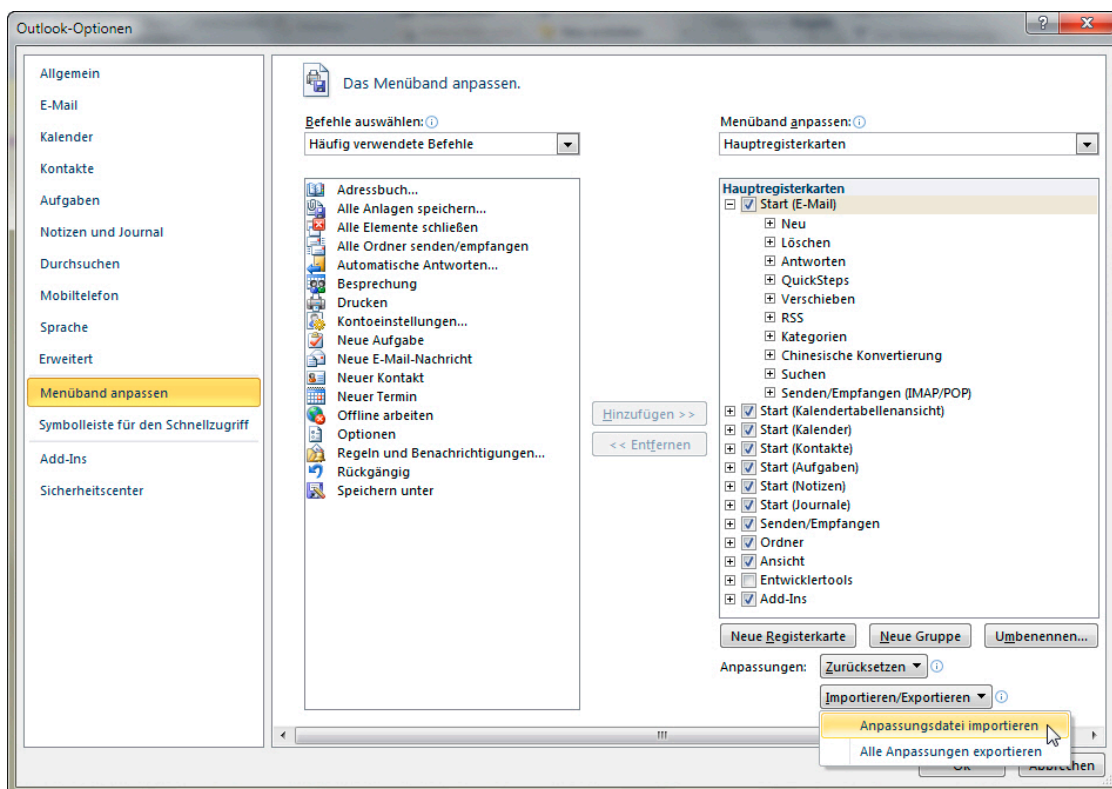 Outlook-Optionen
Allgemein
E-Mail
Kalender
Kontakte
Aufgaben
Notizen und Journal
Durchsuchen
Mobiltelefon
Sprache
Erweitert
Menüband anpassen
Symbolleiste für den Schnellzugriff
Add-Ins
Sicherheitscenter
Das Menüband anpassen.
Befehle auswählen:
Häufig verwendete Befehle
Adressbuch...
Alle Anlagen speichern...
Alle Elemente schließen
Alle Ordner senden/empfangen
Automatische Antworten...
Besprechung
Drucken
Kontoeinstellungen...
Neue Aufgabe
Neue E-Mail-Nachricht
Neuer Kontakt
Neuer Termin
Offline arbeiten
Optionen
Regeln und Benachrichtigungen...
Rückgängig
Speichern unter
Hinzufügen >>
<< Entfernen
Menüband anpassen:
Hauptregisterkarten
Hauptregisterkarten
Start (E-Mail)
Neu
Löschen
Antworten
QuickSteps
Verschieben
RSS
Kategorien
Chinesische Konvertierung
Suchen
Senden/Empfangen (IMAP/POP)
Start (Kalendertabellenansicht)
Start (Kalender)
Start (Kontakte)
Start (Aufgaben)
Start (Notizen)
Start (Journale)
Senden/Empfangen
Ordner
Ansicht
Entwicklertools
Add-Ins
Neue Registerkarte Neue Gruppe Umbenennen...
Anpassungen: Zurücksetzen
Importieren/Exportieren
Anpassungsdatei importieren
Alle Anpassungen exportieren
OK Abbrechen